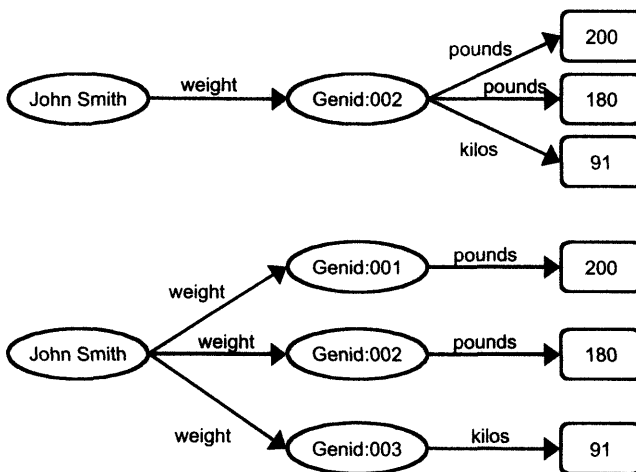 200
pounds
weight
pounds
John Smith
Genid:002
180
kilos
91
Genid:001
pounds
200
weight
John Smith
weight
Genid:002
pounds
180
weight
Genid:003
kilos
91